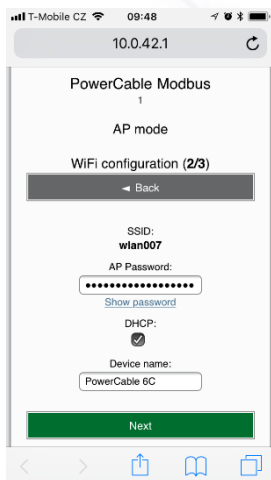 T-Mobile CZ 09:48
10.0.42.1
PowerCable Modbus
1
AP mode
WiFi configuration (2/3)
◄ Back
SSID:
wlan007
AP Password:
••••••••••••••••••
Show password
DHCP:
Device name:
PowerCable 6C
Next